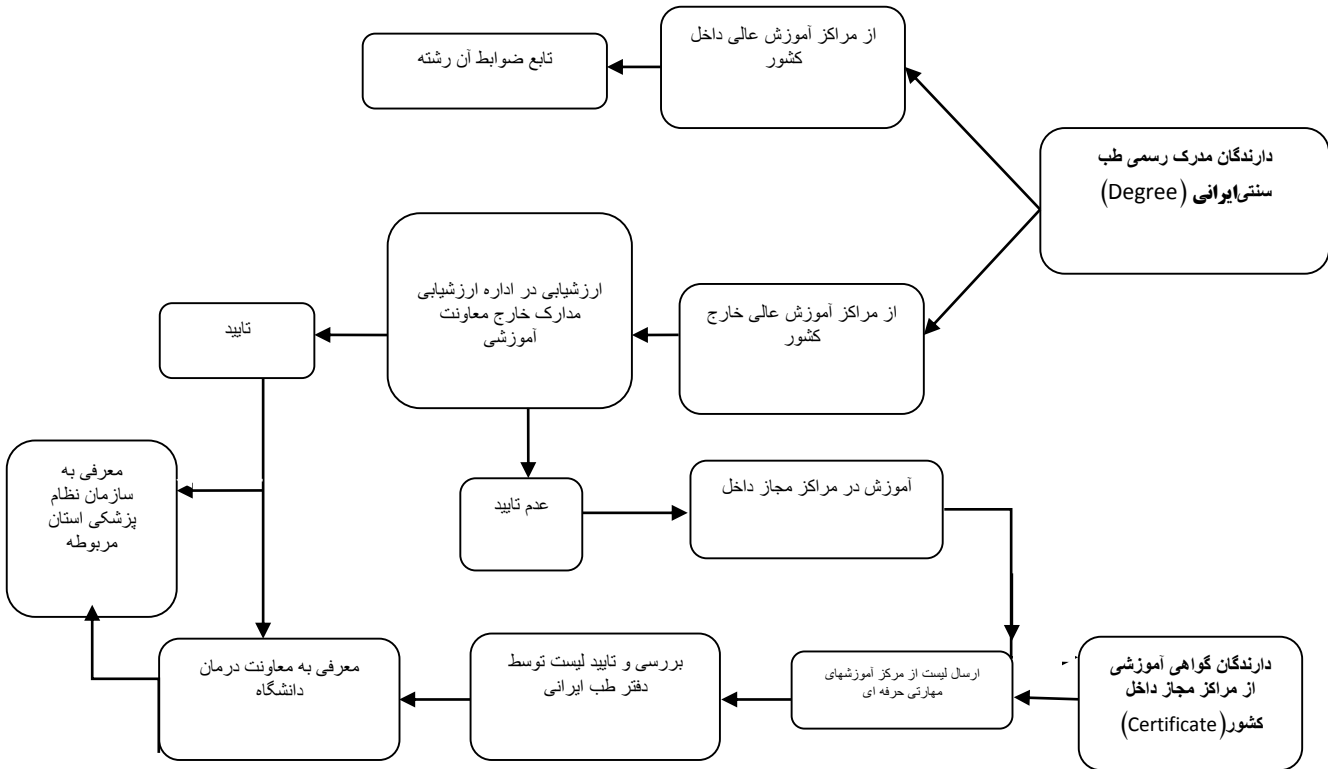 از مراکز آموزش عالی داخل
کشور
تابع ضوابط آن رشته
دارندگان مدرک رسمی طب
سنتی‌ایرانی (Degree)
از مراکز آموزش عالی خارج
کشور
ارزشیابی در اداره ارزشیابی
مدارک خارج معاونت
آموزشی
تایید
معرفی به
سازمان نظام
پزشکی استان
مربوطه
عدم تایید
آموزش در مراکز مجاز داخل
دارندگان گواهی آموزشی
از مراکز مجاز داخل
کشور(Certificate)
ارسال لیست از مرکز آموزشهای
مهارتی حرفه ای
بررسی و تایید لیست توسط
دفتر طب ایرانی
معرفی به معاونت درمان
دانشگاه